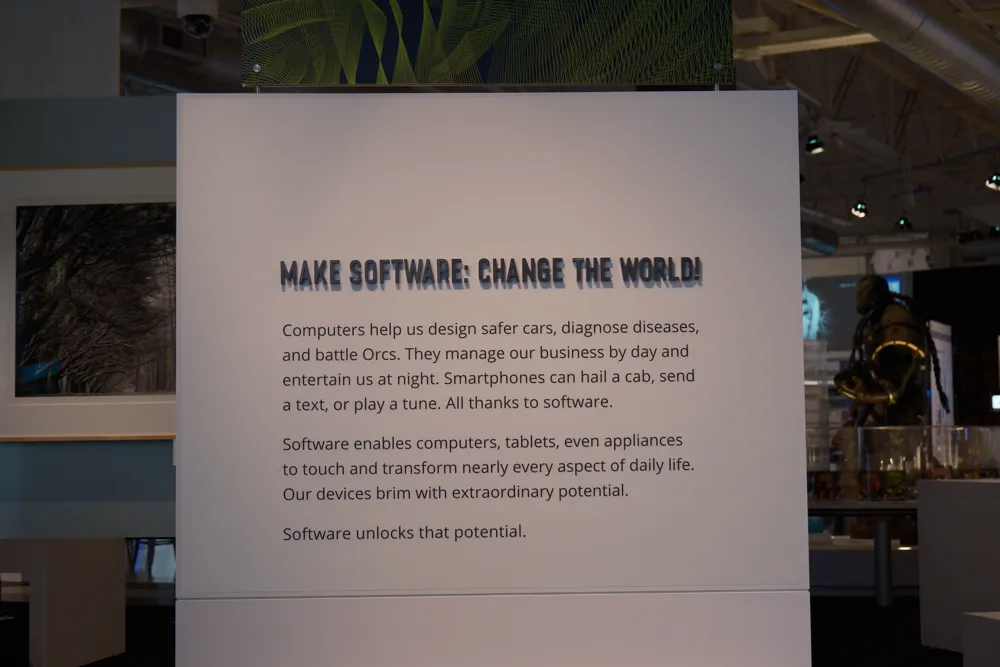 MAKE SOFTWARE: CHANGE THE WORLD!
Computers help us design safer cars, diagnose diseases,
and battle Orcs. They manage our business by day and
entertain us at night. Smartphones can hail a cab, send
a text, or play a tune. All thanks to software.
Software enables computers, tablets, even appliances
to touch and transform nearly every aspect of daily life.
Our devices brim with extraordinary potential.
Software unlocks that potential.